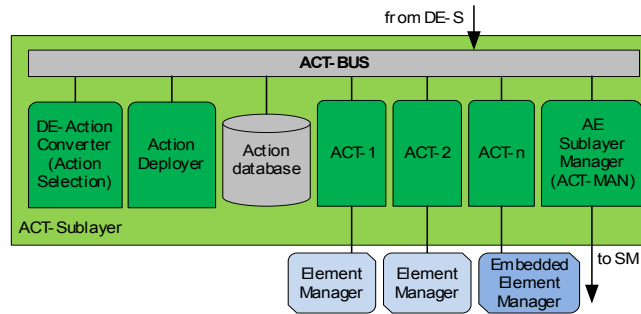 from DE-S
ACT-BUS
DE-Action
Converter
(Action
Selection)
Action
Deployer
Action
database
ACT-1
ACT-2
ACT-n
AE
Sublayer
Manager
(ACT-MAN)
ACT-Sublayer
to SM
Element
Manager
Element
Manager
Embedded
Element
Manager